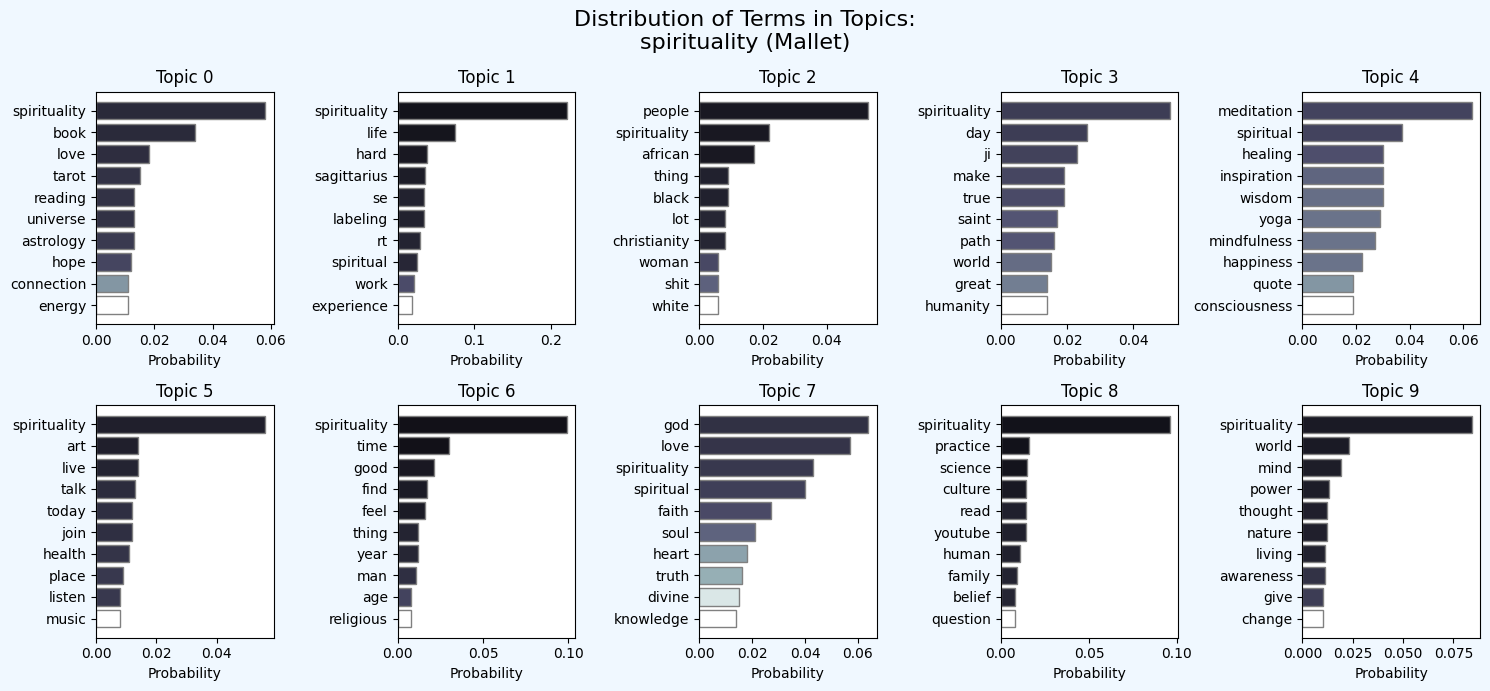 Distribution of Terms in Topics:
spirituality (Mallet)
Topic 0
spirituality
book
love
tarot
reading
universe
astrology
hope
connection
energy
0.00 0.02 0.04 0.06
Probability
Topic 1
spirituality
life
hard
sagittarius
se
labeling
rt
spiritual
work
experience
0.0 0.1 0.2
Probability
Topic 2
people
spirituality
african
thing
black
lot
christianity
woman
shit
white
0.00 0.02 0.04
Probability
Topic 3
spirituality
day
ji
make
true
saint
path
world
great
humanity
0.00 0.02 0.04
Probability
Topic 4
meditation
spiritual
healing
inspiration
wisdom
yoga
mindfulness
happiness
quote
consciousness
0.00 0.02 0.04 0.06
Probability
Topic 5
spirituality
art
live
talk
today
join
health
place
listen
music
0.00 0.02 0.04
Probability
Topic 6
spirituality
time
good
find
feel
thing
year
man
age
religious
0.00 0.05 0.10
Probability
Topic 7
god
love
spirituality
spiritual
faith
soul
heart
truth
divine
knowledge
0.00 0.02 0.04 0.06
Probability
Topic 8
spirituality
practice
science
culture
read
youtube
human
family
belief
question
0.00 0.05 0.10
Probability
Topic 9
spirituality
world
mind
power
thought
nature
living
awareness
give
change
0.000 0.025 0.050 0.075
Probability